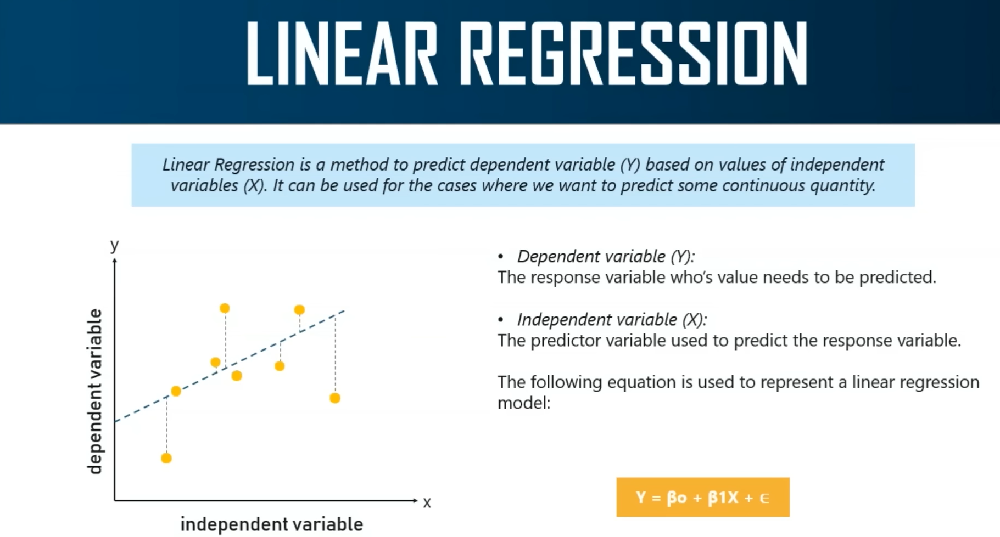 LINEAR REGRESSION
Linear Regression is a method to predict dependent variable (Y) based on values of independent
variables (X). It can be used for the cases where we want to predict some continuous quantity.
y
dependent variable
x
independent variable
• Dependent variable (Y):
The response variable who's value needs to be predicted.
• Independent variable (X):
The predictor variable used to predict the response variable.
The following equation is used to represent a linear regression
model:
Y = βo + β1X + ∈